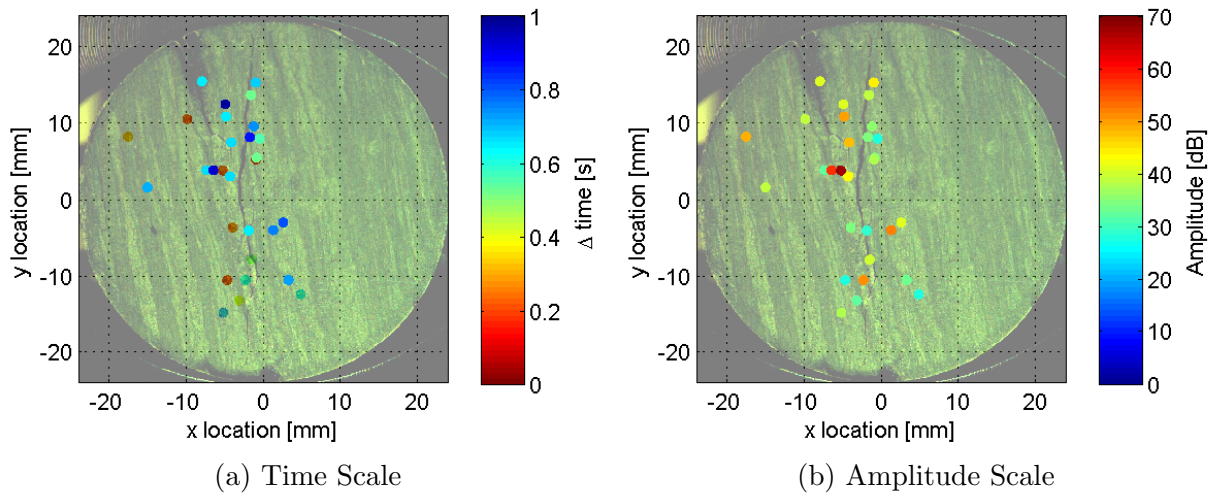 20
10
0
-10
-20
y location [mm]
-20 -10 0 10 20
x location [mm]
1
0.8
0.6
0.4
0.2
0
Δ time [s]
(a) Time Scale
20
10
0
-10
-20
y location [mm]
-20 -10 0 10 20
x location [mm]
70
60
50
40
30
20
10
0
Amplitude [dB]
(b) Amplitude Scale